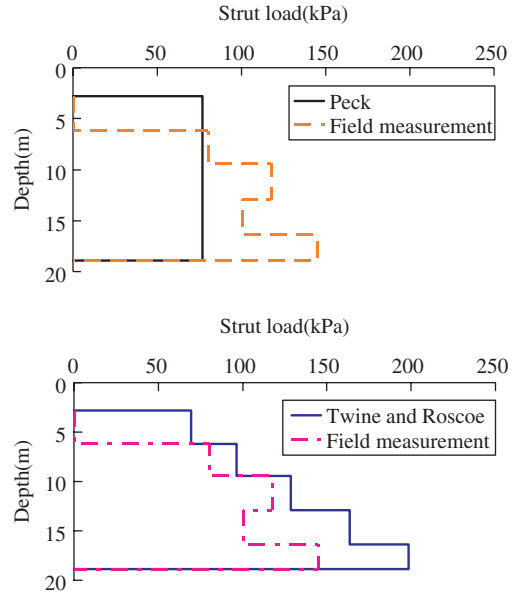 Strut load(kPa)
0 50 100 150 200 250
0
5
10
15
20
Depth(m)
Peck
Field measurement
Strut load(kPa)
0 50 100 150 200 250
0
5
10
15
20
Depth(m)
Twine and Roscoe
Field measurement